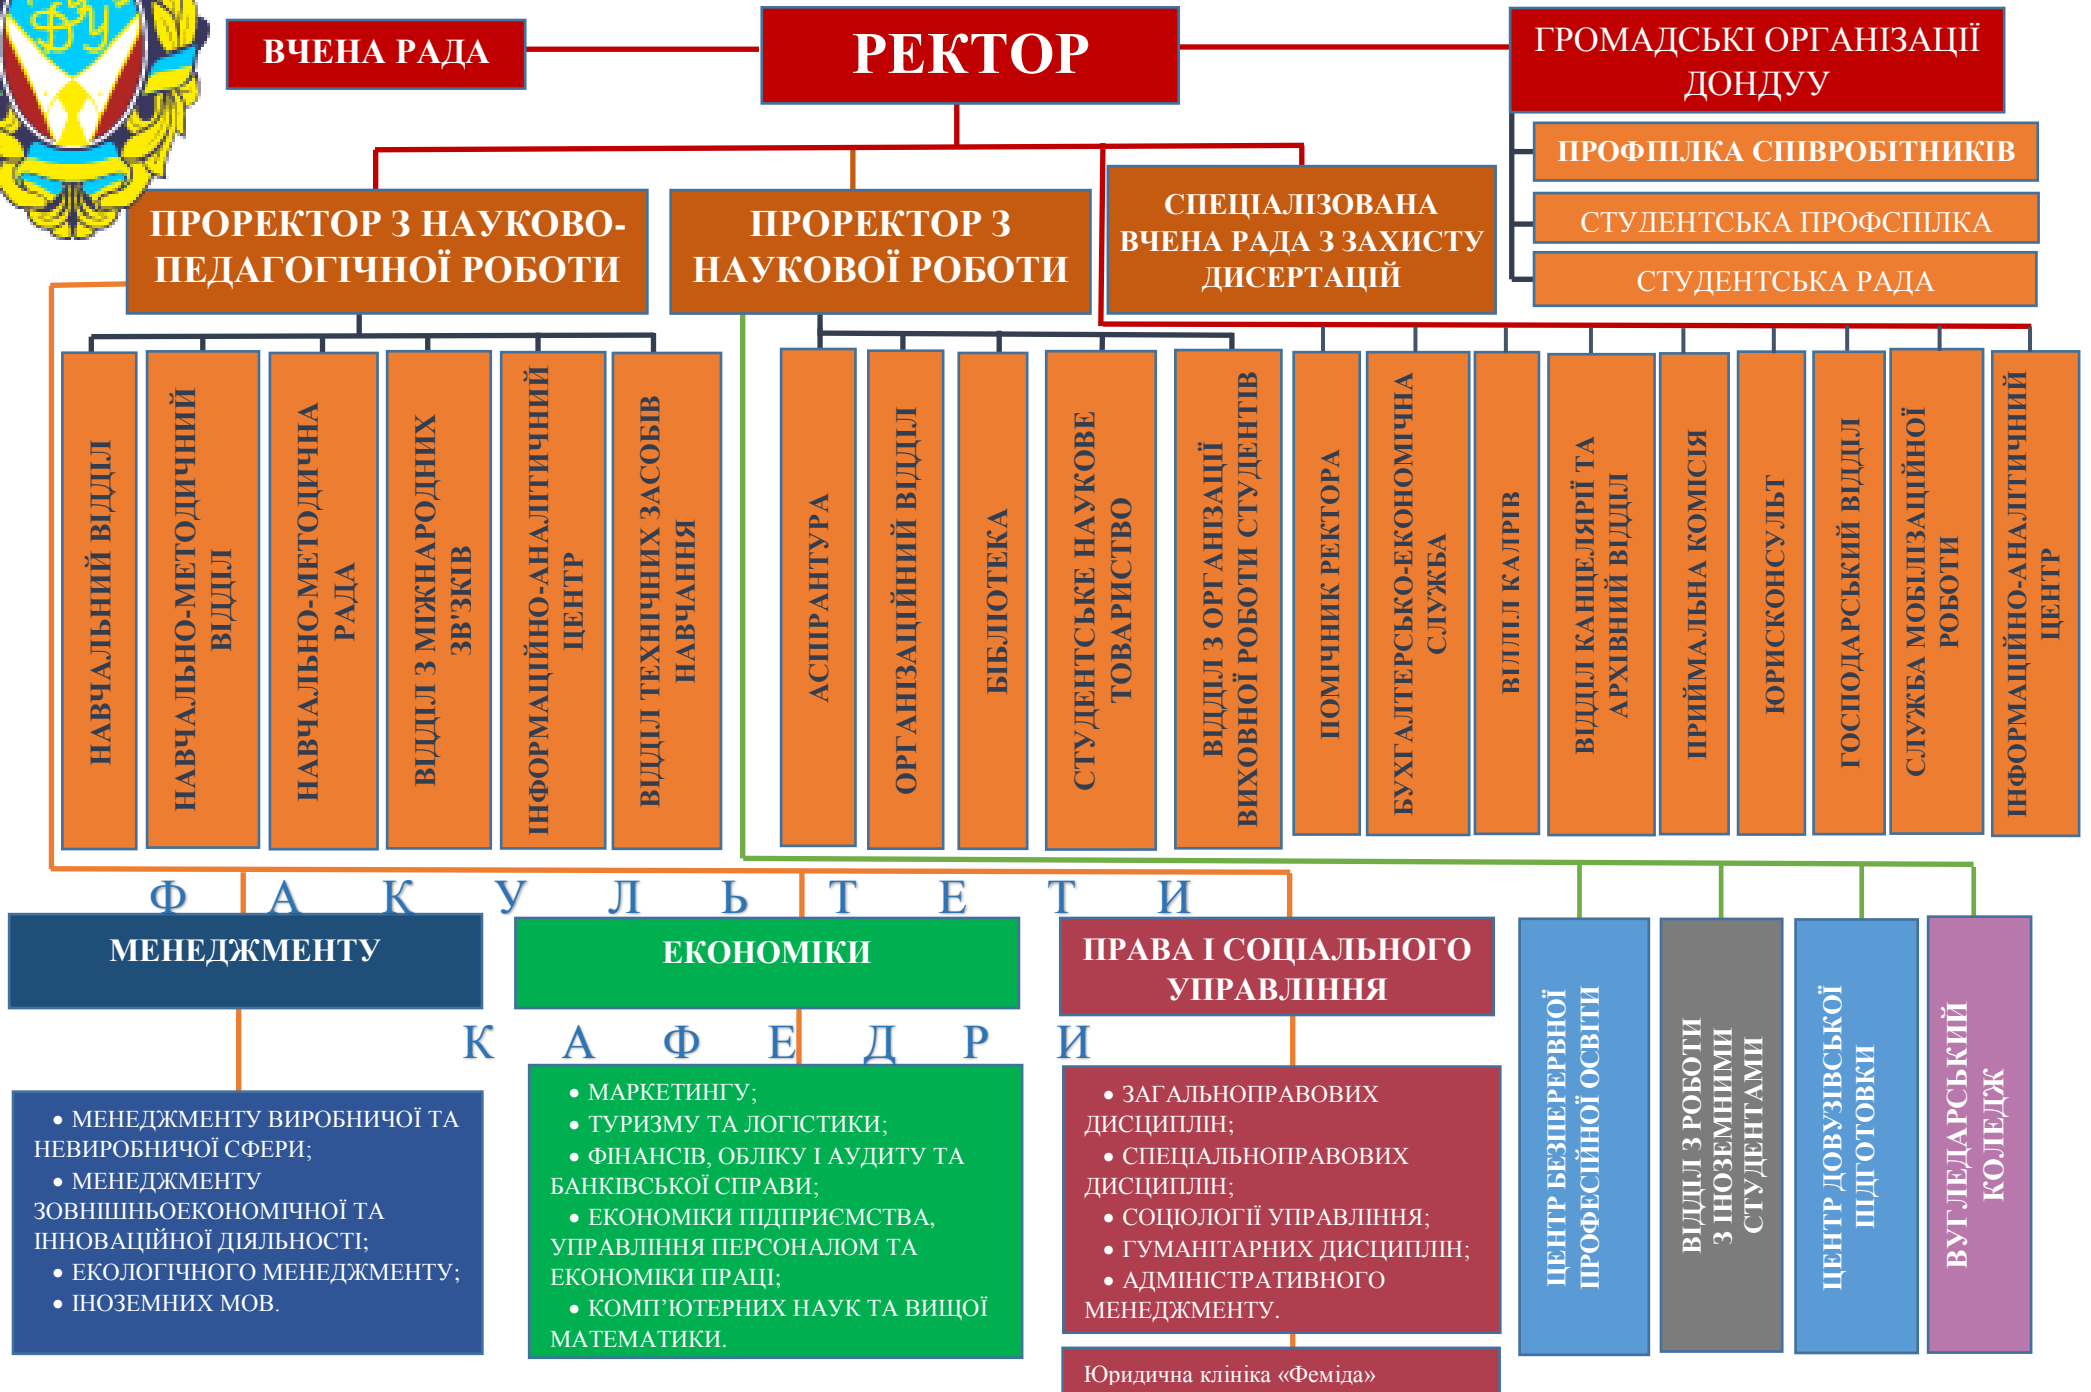 ВЧЕНА РАДА
РЕКТОР
ГРОМАДСЬКІ ОРГАНІЗАЦІЇ
ДОНДУУ
ПРОФПІЛКА СПІВРОБІТНИКІВ
СТУДЕНТСЬКА ПРОФСПІЛКА
СТУДЕНТСЬКА РАДА
ПРОРЕКТОР З НАУКОВО-
ПЕДАГОГІЧНОЇ РОБОТИ
ПРОРЕКТОР З
НАУКОВОЇ РОБОТИ
СПЕЦІАЛІЗОВАНА
ВЧЕНА РАДА З ЗАХИСТУ
ДИСЕРТАЦІЙ
НАВЧАЛЬНИЙ ВІДДІЛ
НАВЧАЛЬНО-МЕТОДИЧНИЙ
ВІДДІЛ
НАВЧАЛЬНО-МЕТОДИЧНА
РАДА
ВІДДІЛ З МІЖНАРОДНИХ
ЗВ'ЗКІВ
ІНФОРМАЦІЙНО-АНАЛІТИЧНИЙ
ЦЕНТР
ВІДДІЛ ТЕХНІЧНИХ ЗАСОБІВ
НАВЧАННЯ
АСПІРАНТУРА
ОРГАНІЗАЦІЙНИЙ ВІДДІЛ
БІБЛІОТЕКА
СТУДЕНТСЬКЕ НАУКОВЕ
ТОВАРИСТВО
ВІДДІЛ З ОРГАНІЗАЦІЇ
ВИХОВНОЇ РОБОТИ СТУДЕНТІВ
ПОМІЧНИК РЕКТОРА
БУХГАЛТЕРСЬКО-ЕКОНОМІЧНА
СЛУЖБА
ВІДДІЛ КАДРІВ
ВІДДІЛ КАНЦЕЛЯРІЇ ТА
АРХІВНИЙ ВІДДІЛ
ПРИЙМАЛЬНА КОМІСІЯ
ЮРИСКОНСУЛЬТ
ГОСПОДАРСЬКИЙ ВІДДІЛ
СЛУЖБА МОБІЛІЗАЦІЙНОЇ
РОБОТИ
ІНФОРМАЦІЙНО-АНАЛІТИЧНИЙ
ЦЕНТР
Ф А К У Л Ь Т Е Т И
МЕНЕДЖМЕНТУ
ЕКОНОМІКИ
ПРАВА І СОЦІАЛЬНОГО
УПРАВЛІННЯ
К А Ф Е Д Р И
• МЕНЕДЖМЕНТУ ВИРОБНИЧОЇ ТА
НЕВИРОБНИЧОЇ СФЕРИ;
• МЕНЕДЖМЕНТУ
ЗОВНІШНЬОЕКОНОМІЧНОЇ ТА
ІННОВАЦІЙНОЇ ДІЯЛЬНОСТІ;
• ЕКОЛОГІЧНОГО МЕНЕДЖМЕНТУ;
• ІНОЗЕМНИХ МОВ.
• МАРКЕТИНГУ;
• ТУРИЗМУ ТА ЛОГІСТИКИ;
• ФІНАНСІВ, ОБЛІКУ І АУДИТУ ТА
БАНКІВСЬКОЇ СПРАВИ;
• ЕКОНОМІКИ ПІДПРИЄМСТВА,
УПРАВЛІННЯ ПЕРСОНАЛОМ ТА
ЕКОНОМІКИ ПРАЦІ;
• КОМП’ЮТЕРНИХ НАУК ТА ВИЩОЇ
МАТЕМАТИКИ.
• ЗАГАЛЬНОПРАВОВИХ
ДИСЦИПЛІН;
• СПЕЦІАЛЬНОПРАВОВИХ
ДИСЦИПЛІН;
• СОЦІОЛОГІЇ УПРАВЛІННЯ;
• ГУМАНІТАРНИХ ДИСЦИПЛІН;
• АДМІНІСТРАТИВНОГО
МЕНЕДЖМЕНТУ.
Юридична клініка «Феміда»
ЦЕНТР БЕЗПЕРЕРВНОЇ
ПРОФЕСІЙНОЇ ОСВІТИ
ВІДДІЛ З РОБОТИ
З ІНОЗЕМНИМИ
СТУДЕНТАМИ
ЦЕНТР ДОВУЗІВСЬКОЇ
ПІДГОТОВКИ
ВУГЛЕДАРСЬКИЙ
КОЛЕДЖ